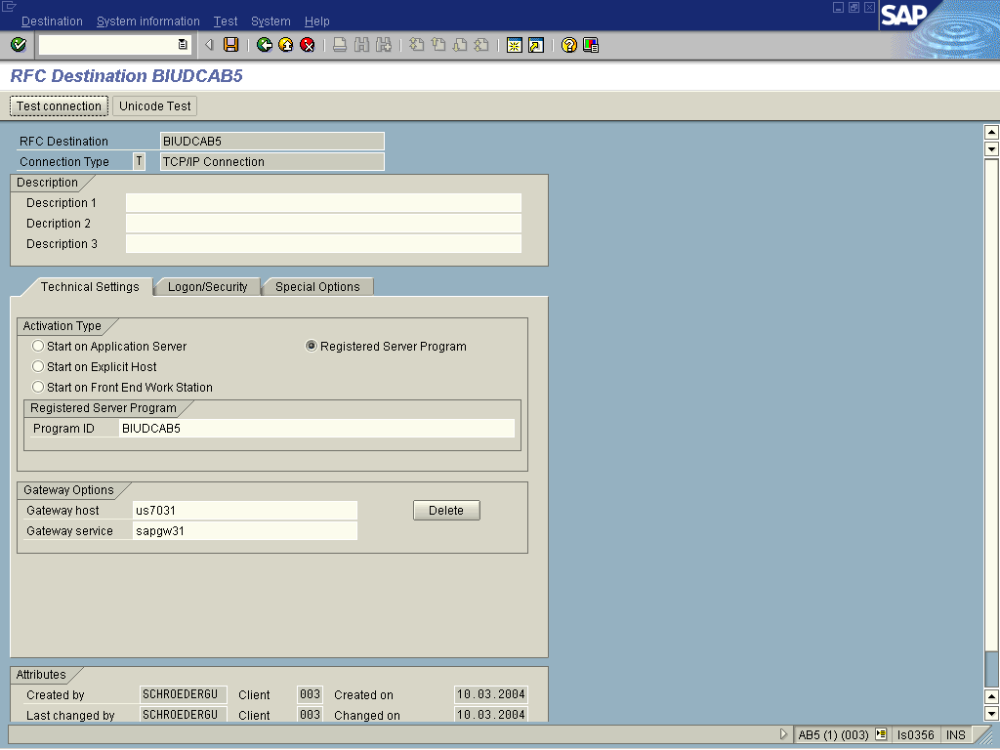 Destination System information Test System Help
SAP
RFC Destination BIUDCAB5
Test connection Unicode Test
RFC Destination BIUDCAB5
Connection Type T TCP/IP Connection
Description
Description 1
Decription 2
Description 3
Technical Settings Logon/Security Special Options
Activation Type
Start on Application Server Registered Server Program
Start on Explicit Host
Start on Front End Work Station
Registered Server Program
Program ID BIUDCAB5
Gateway Options
Gateway host us7031 Delete
Gateway service sapgw31
Attributes
Created by SCHROEDERGU Client 003 Created on 10.03.2004
Last changed by SCHROEDERGU Client 003 Changed on 10.03.2004
AB5 (1) (003) ls0356 INS